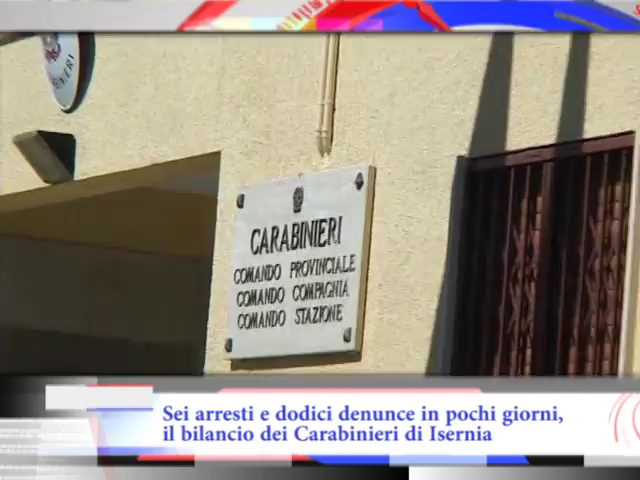 CARABINIERI
COMANDO PROVINCIALE
COMANDO COMPAGNIA
COMANDO STAZIONE
Sei arresti e dodici denunce in pochi giorni,
il bilancio dei Carabinieri di Isernia